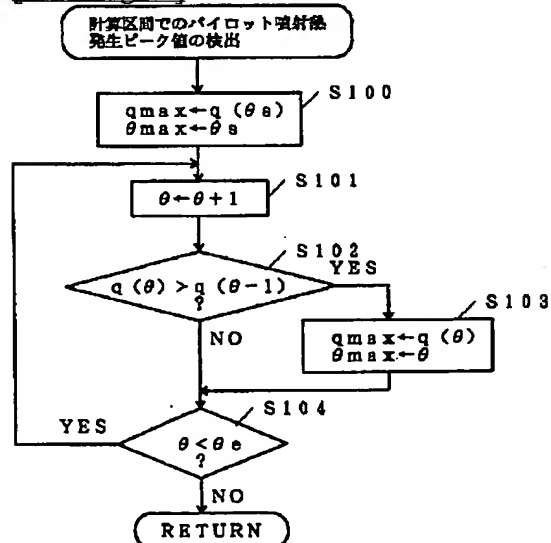 計算区間でのパイロット噴射熱
発生ピーク値の検出
S100
qmax←q(θs)
θmax←θs
S101
θ←θ+1
S102
YES
q(θ)>q(θ-1)
?
S103
NO
qmax←q(θ)
θmax←θ
S104
YES
θ<θe
?
NO
RETURN